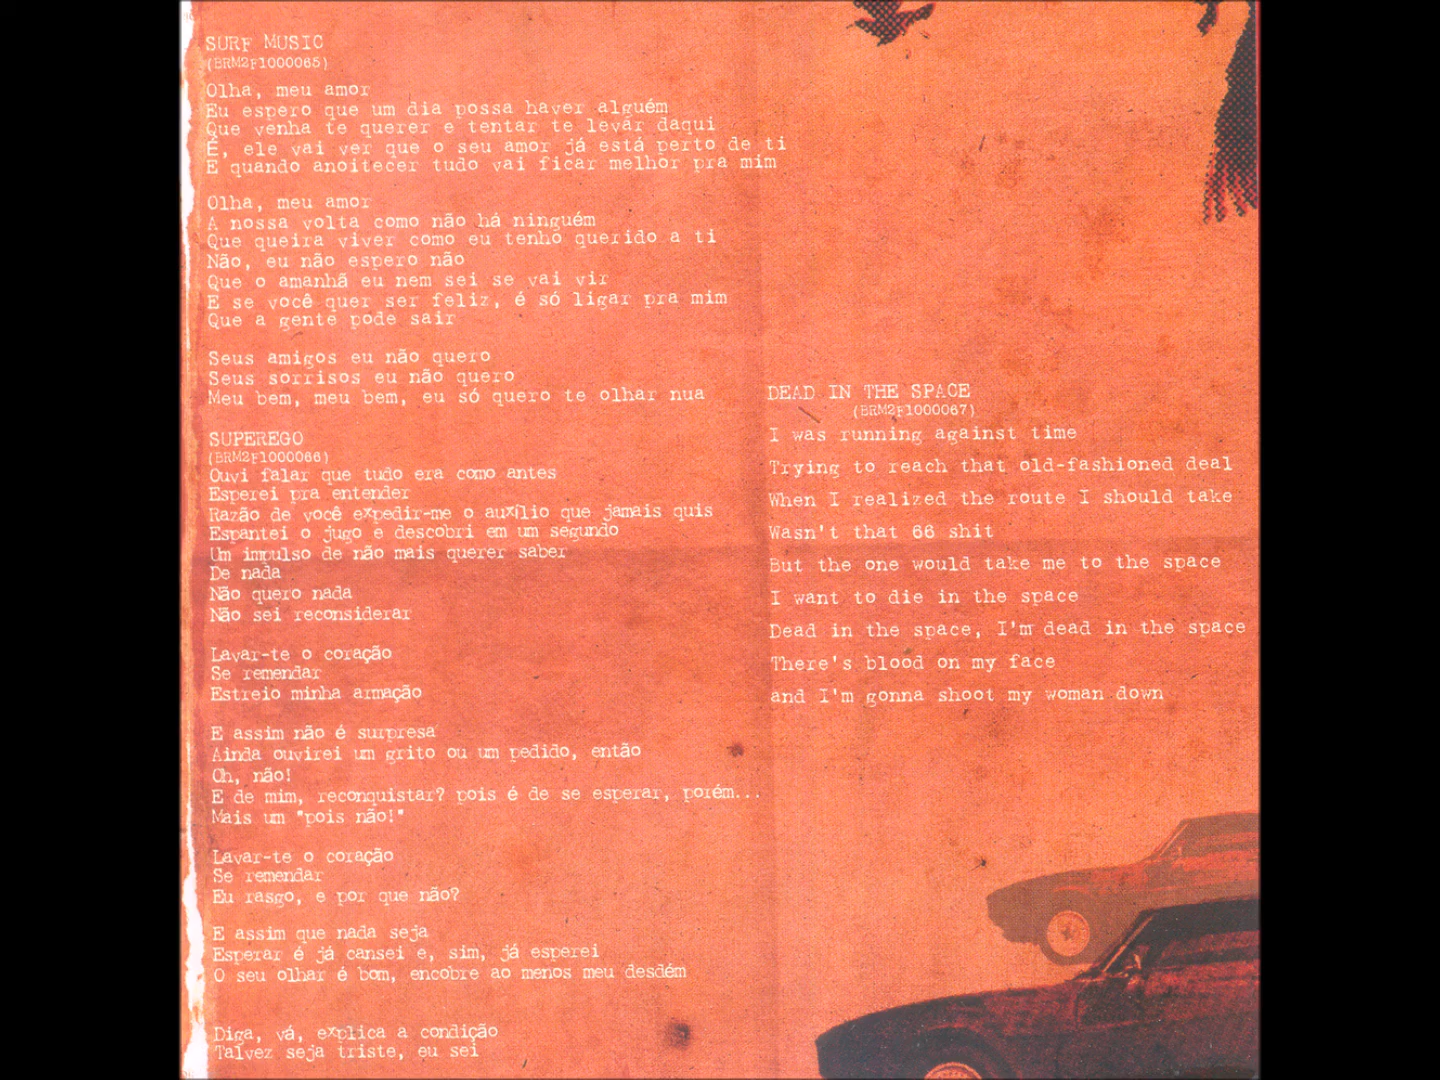 SURF MUSIC
(BRM2F1000065)
Olha, meu amor
Eu espero que um dia possa haver alguém
Que venha te querer e tentar te levar daqui
É, ele vai ver que o seu amor já está perto de ti
E quando anoitecer tudo vai ficar melhor pra mim
Olha, meu amor
A nossa volta como não há ninguém
Que queira viver como eu tenho querido a ti
Não, eu não espero não
Que o amanhã eu nem sei se vai vir
E se você quer ser feliz, é só ligar pra mim
Que a gente pode sair
Seus amigos eu não quero
Seus sorrisos eu não quero
Meu bem, meu bem, eu só quero te olhar nua
SUPEREGO
(BRM2F1000066)
Ouvi falar que tudo era como antes
Esperei pra entender
Razão de você expedir-me o auxílio que jamais quis
Espantei o jugo e descobri em um segundo
Um impulso de não mais querer saber
De nada
Não quero nada
Não sei reconsiderar
Lavar-te o coração
Se remendar
Estreio minha armação
E assim não é surpresa
Ainda ouvirei um grito ou um pedido, então
Oh, não!
E de mim, reconquistar? pois é de se esperar, porém...
Mais um "pois não!"
Lavar-te o coração
Se remendar
Eu rasgo, e por que não?
E assim que nada seja
Esperar é já cansei e, sim, já esperei
O seu olhar é bom, encobre ao menos meu desdém
Diga, vá, explica a condição
Talvez seja triste, eu sei
DEAD IN THE SPACE
(BRM2F1000067)
I was running against time
Trying to reach that old-fashioned deal
When I realized the route I should take
Wasn't that 66 shit
But the one would take me to the space
I want to die in the space
Dead in the space, I'm dead in the space
There's blood on my face
and I'm gonna shoot my woman down